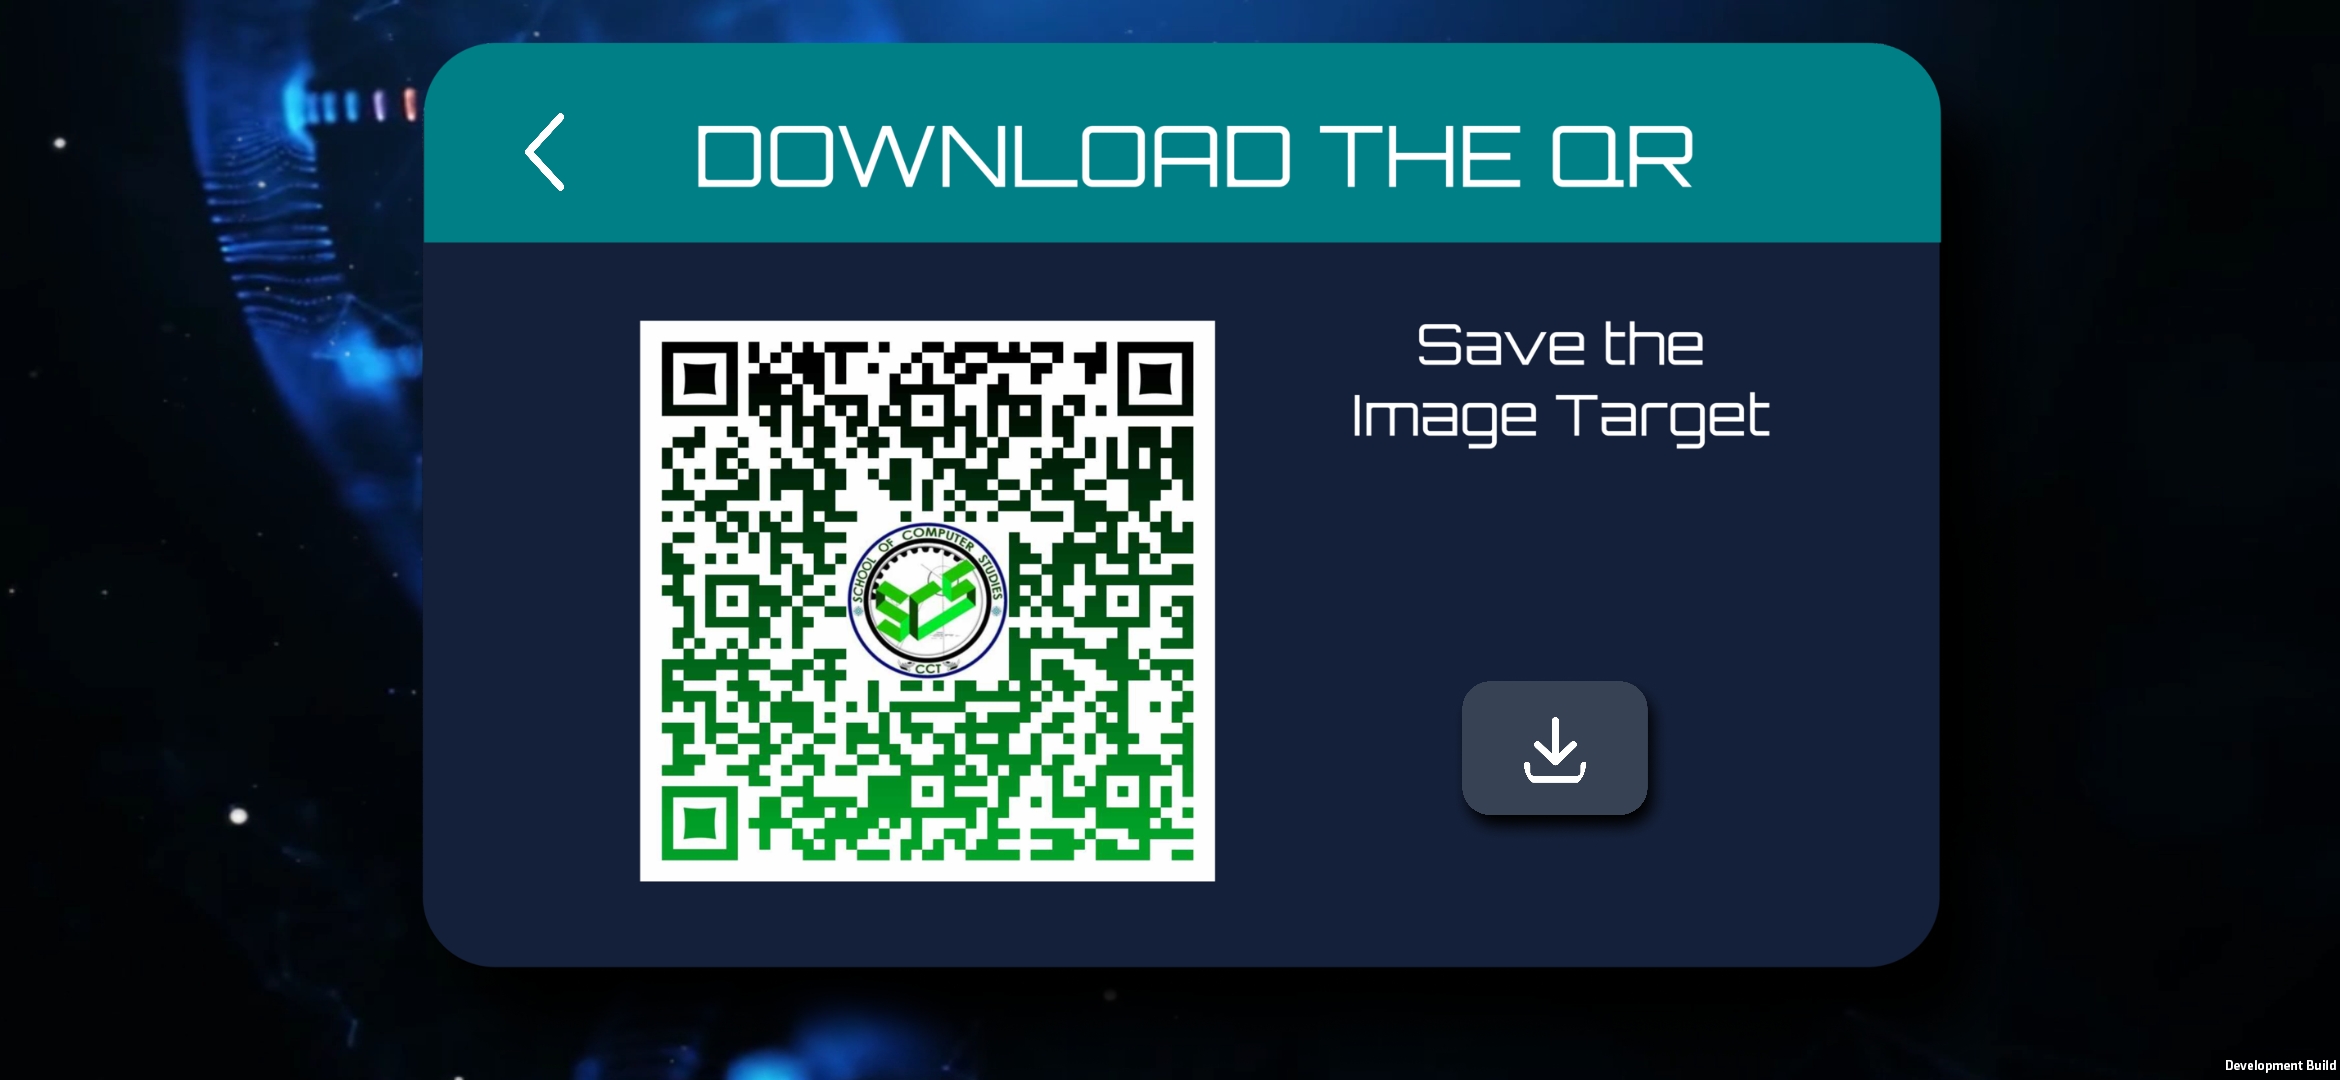 DOWNLOAD THE QR
Save the
Image Target
SCHOOL OF COMPUTER STUDIES
SCS
CCT
Development Build